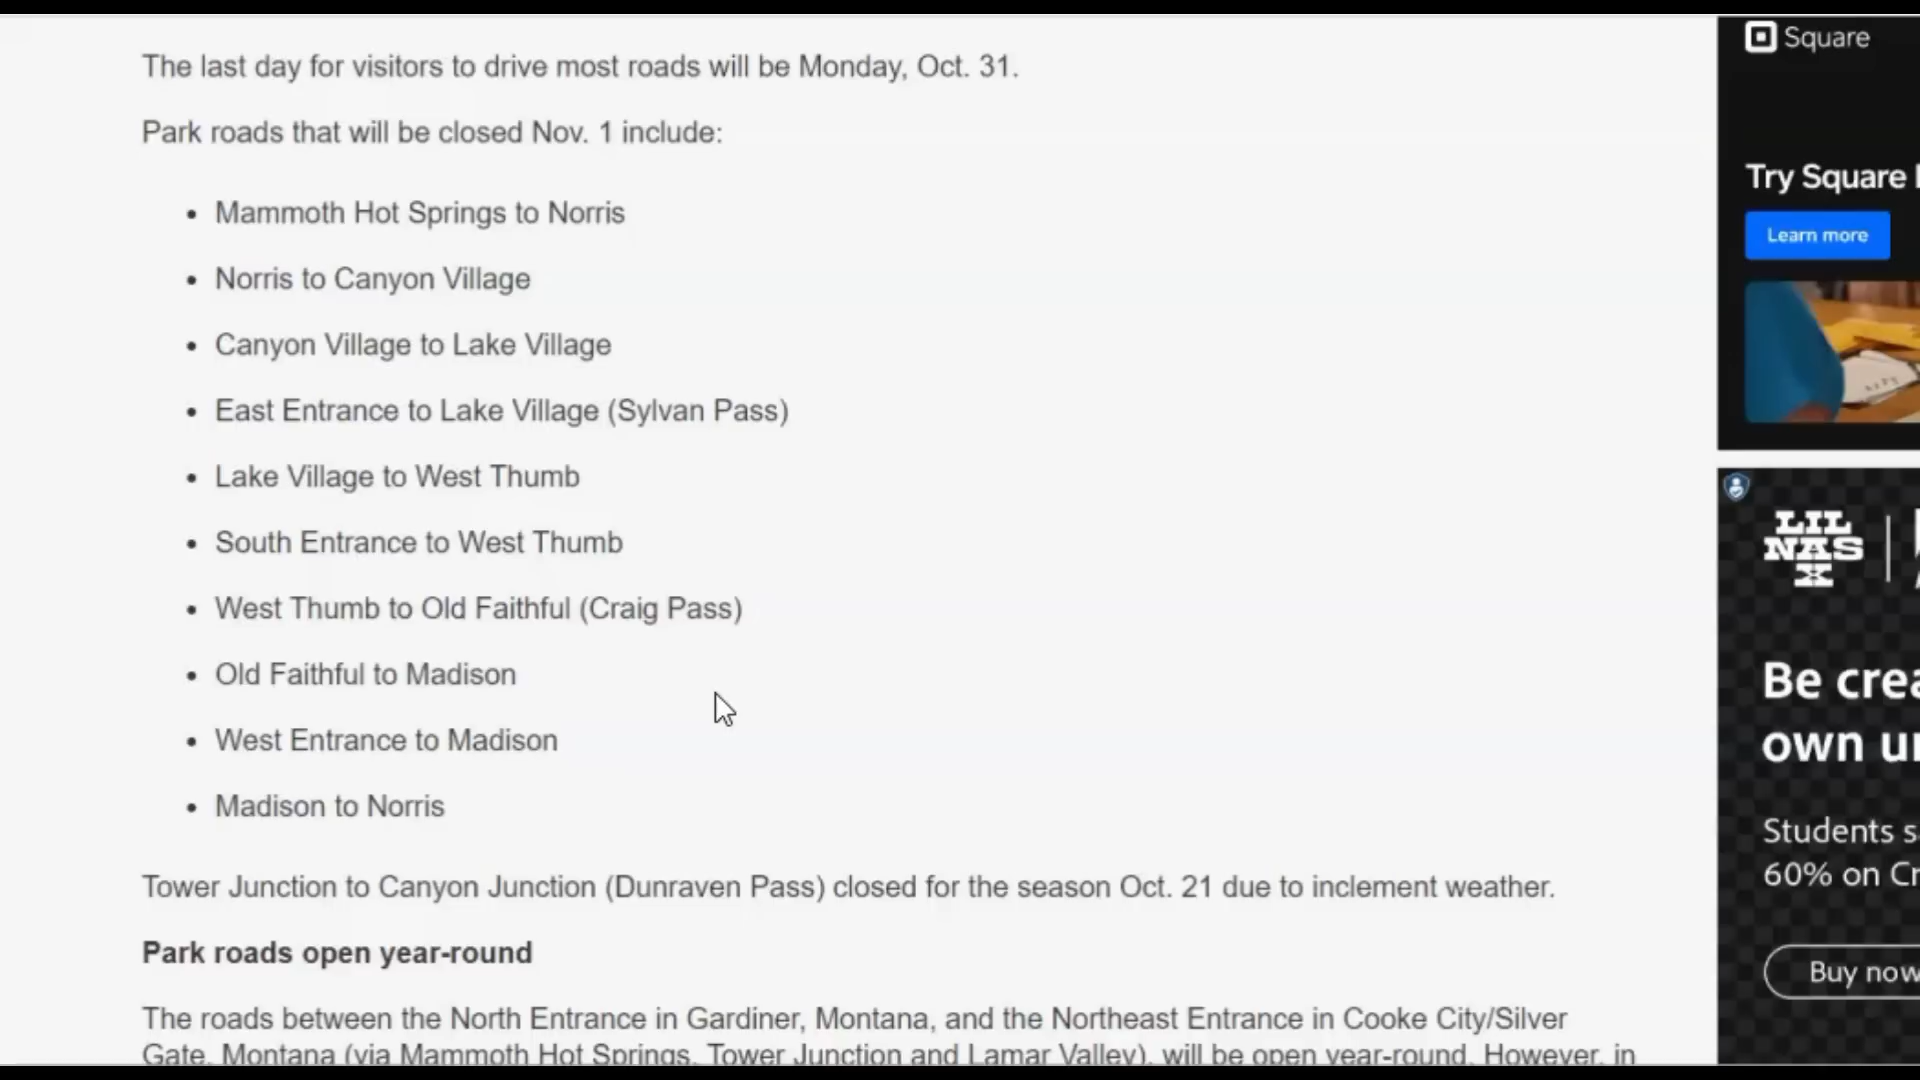 The last day for visitors to drive most roads will be Monday, Oct. 31.
Park roads that will be closed Nov. 1 include:
• Mammoth Hot Springs to Norris
• Norris to Canyon Village
• Canyon Village to Lake Village
• East Entrance to Lake Village (Sylvan Pass)
• Lake Village to West Thumb
• South Entrance to West Thumb
• West Thumb to Old Faithful (Craig Pass)
• Old Faithful to Madison
• West Entrance to Madison
• Madison to Norris
Tower Junction to Canyon Junction (Dunraven Pass) closed for the season Oct. 21 due to inclement weather.
Park roads open year-round
The roads between the North Entrance in Gardiner, Montana, and the Northeast Entrance in Cooke City/Silver
Gate, Montana (via Mammoth Hot Springs, Tower Junction and Lamar Valley), will be open year-round. However, in
Square
Try Square
Learn more
LIL
NAS
X
Be crea
own
Students s
60% on Cr
Buy now